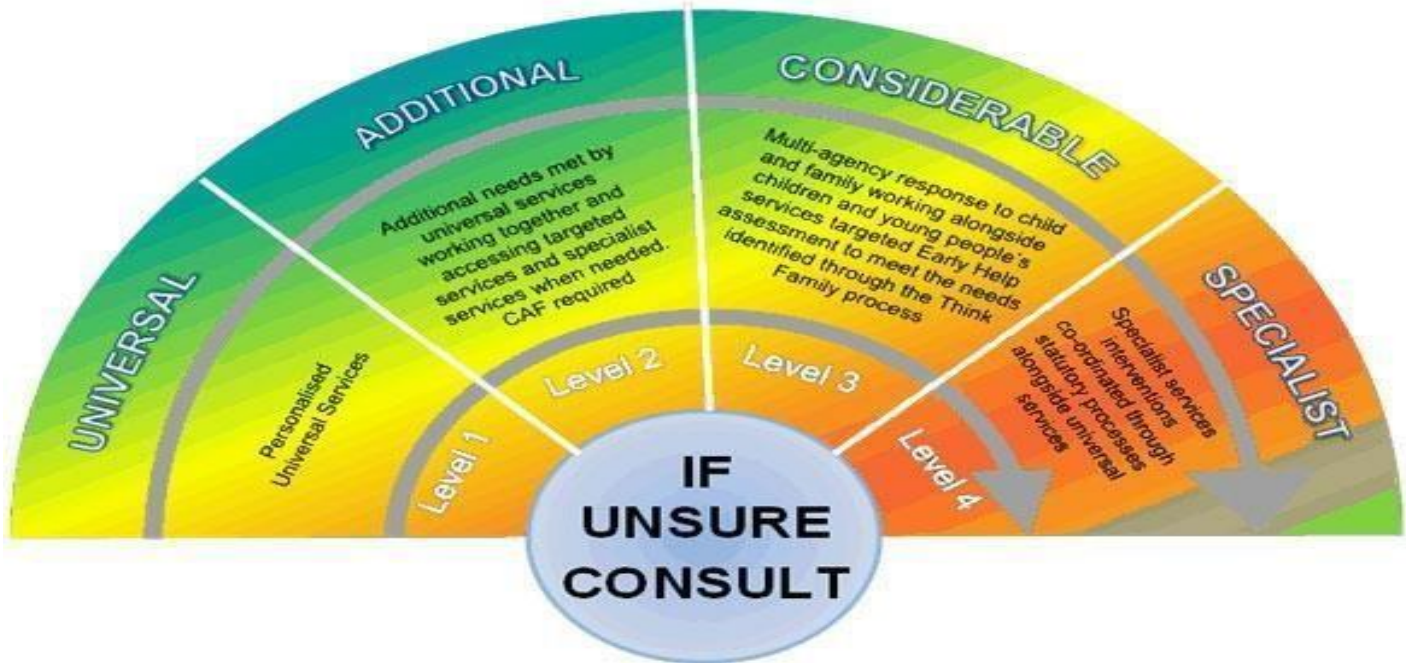 UNIVERSAL
Personalised
Universal Services
Level 1
ADDITIONAL
Additional needs met by
universal services
working together and
accessing targeted
services and specialist
services when needed.
CAF required
Level 2
CONSIDERABLE
Multi-agency response to child
and family working alongside
children and young people's
services targeted Early Help
assessment to meet the needs
identified through the Think
Family process
Level 3
SPECIALIST
Specialist services
interventions
co-ordinated through
statutory processes
alongside universal
services
Level 4
IF
UNSURE
CONSULT